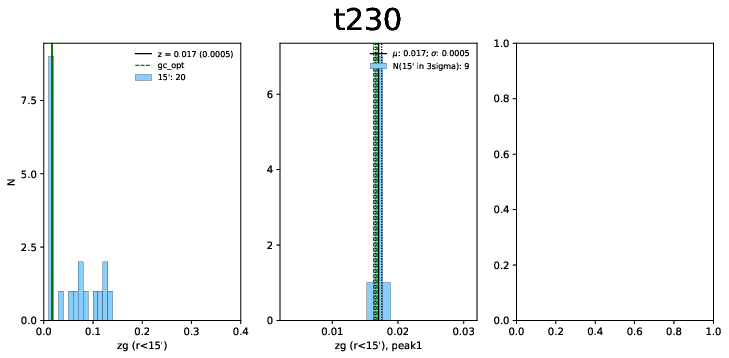 t230
z = 0.017 (0.0005)
gc_opt
15': 20
N
7.5
5.0
2.5
0.0
0.0 0.1 0.2 0.3 0.4
zg (r<15')
μ: 0.017; σ: 0.0005
N(15' in 3sigma): 9
6
4
2
0
0.01 0.02 0.03
zg (r<15'), peak1
1.0
0.8
0.6
0.4
0.2
0.0
0.0 0.2 0.4 0.6 0.8 1.0